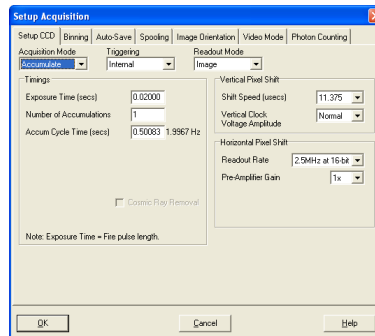 Setup Acquisition
Setup CCD Binning Auto-Save Spooling Image Orientation Video Mode Photon Counting
Acquisition Mode Triggering Readout Mode
Accumulate Internal Image
Timings
Exposure Time (secs) 0.02000
Number of Accumulations 1
Accum Cycle Time (secs) 0.50083 1.9967 Hz
Cosmic Ray Removal
Note: Exposure Time = Fire pulse length.
Vertical Pixel Shift
Shift Speed (usecs) 11.375
Vertical Clock
Voltage Amplitude Normal
Horizontal Pixel Shift
Readout Rate 2.5MHz at 16-bit
Pre-Amplifier Gain 1x
OK Cancel Help